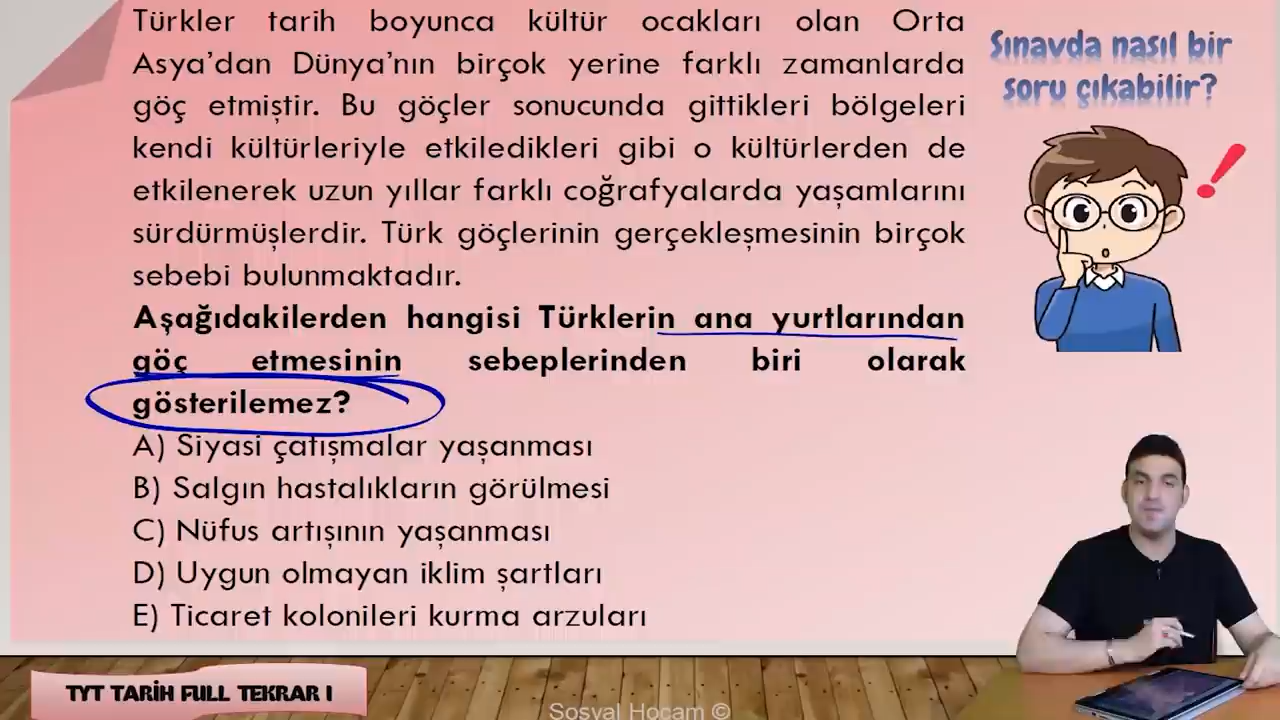 Türkler tarih boyunca kültür ocakları olan Orta
Asya’dan Dünya’nın birçok yerine farklı zamanlarda
göç etmiştir. Bu göçler sonucunda gittikleri bölgeleri
kendi kültürleriyle etkiledikleri gibi o kültürlerden de
etkilenerek uzun yıllar farklı coğrafyalarda yaşamlarını
sürdürmüşlerdir. Türk göçlerinin gerçekleşmesinin birçok
sebebi bulunmaktadır.
Aşağıdakilerden hangisi Türklerin ana yurtlarından
göç etmesinin sebeplerinden biri olarak
gösterilemez?
A) Siyasi çatışmalar yaşanması
B) Salgın hastalıkların görülmesi
C) Nüfus artışının yaşanması
D) Uygun olmayan iklim şartları
E) Ticaret kolonileri kurma arzuları
Sınavda nasıl bir
soru çıkabilir?
TYT TARİH FULL TEKRAR I
Sosyal Hocam ©